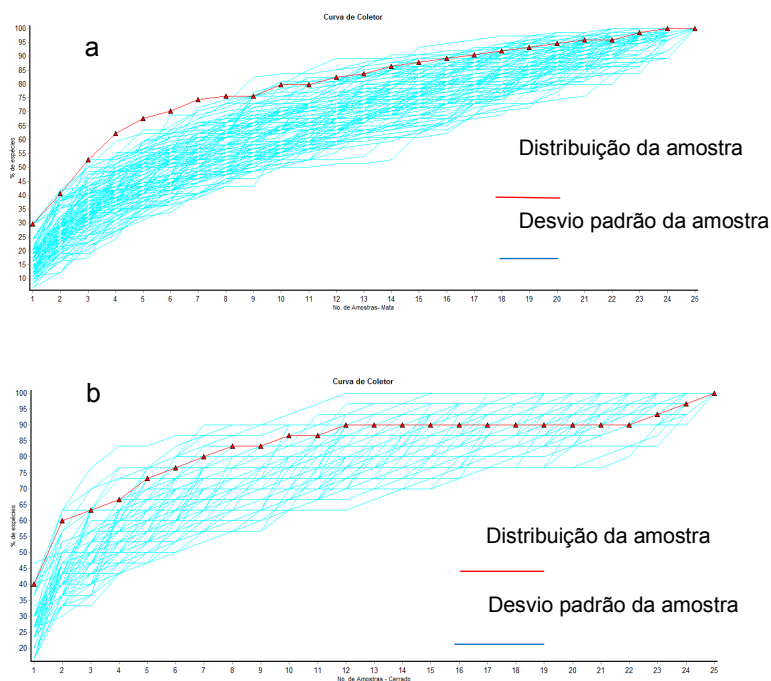 Curva de Coletor
a
100
95
90
85
80
75
70
65
60
55
50
45
40
35
30
25
20
15
10
% de espécies
Distribuição da amostra
Desvio padrão da amostra
1 2 3 4 5 6 7 8 9 10 11 12 13 14 15 16 17 18 19 20 21 22 23 24 25
No. de Amostras- Mata
Curva de Coletor
b
100
95
90
85
80
75
70
65
60
55
50
45
40
35
30
25
20
% de espécies
Distribuição da amostra
Desvio padrão da amostra
1 2 3 4 5 6 7 8 9 10 11 12 13 14 15 16 17 18 19 20 21 22 23 24 25
No. de Amostras - Cerrado